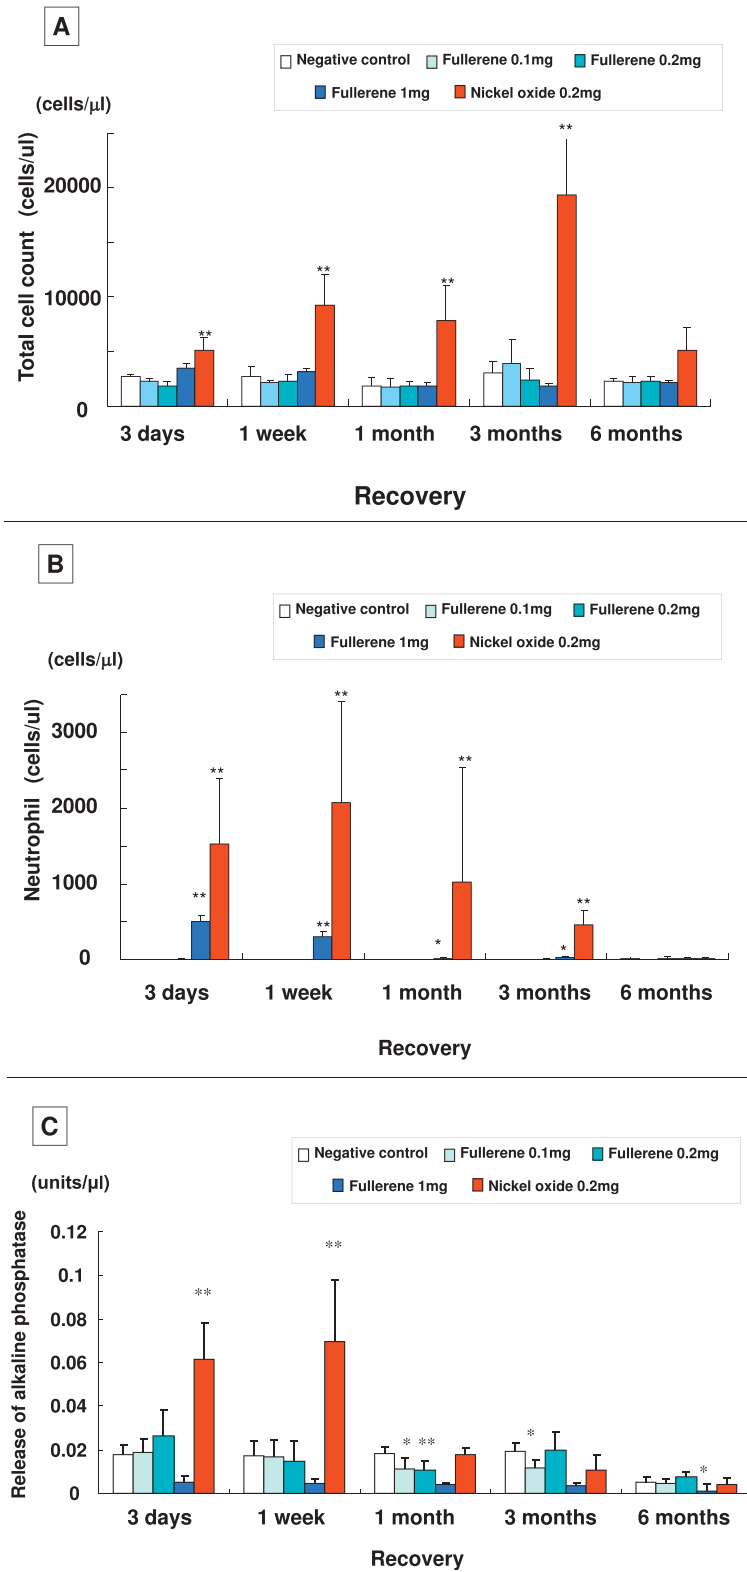 A
Negative control Fullerene 0.1mg Fullerene 0.2mg
Fullerene 1mg Nickel oxide 0.2mg
(cells/µl)
Total cell count (cells/ul)
20000
10000
0
**
**
**
**
3 days 1 week 1 month 3 months 6 months
Recovery
B
Negative control Fullerene 0.1mg Fullerene 0.2mg
Fullerene 1mg Nickel oxide 0.2mg
(cells/µl)
Neutrophil (cells/ul)
3000
2000
1000
0
** ** ** ** * ** * **
3 days 1 week 1 month 3 months 6 months
Recovery
C
Negative control Fullerene 0.1mg Fullerene 0.2mg
Fullerene 1mg Nickel oxide 0.2mg
(units/µl)
Release of alkaline phosphatase
0.12
0.1
0.08
0.06
0.04
0.02
0
** ** * ** * *
3 days 1 week 1 month 3 months 6 months
Recovery